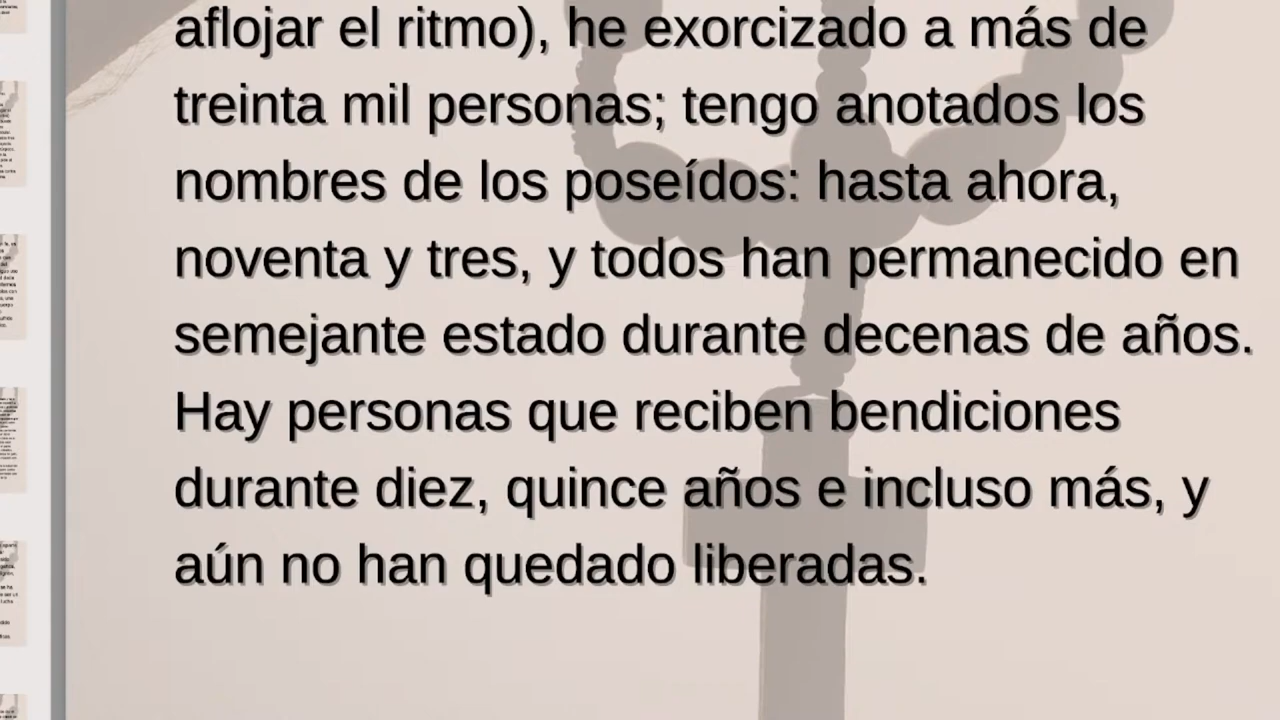 aflojar el ritmo), he exorcizado a más de
treinta mil personas; tengo anotados los
nombres de los poseídos: hasta ahora,
noventa y tres, y todos han permanecido en
semejante estado durante decenas de años.
Hay personas que reciben bendiciones
durante diez, quince años e incluso más, y
aún no han quedado liberadas.